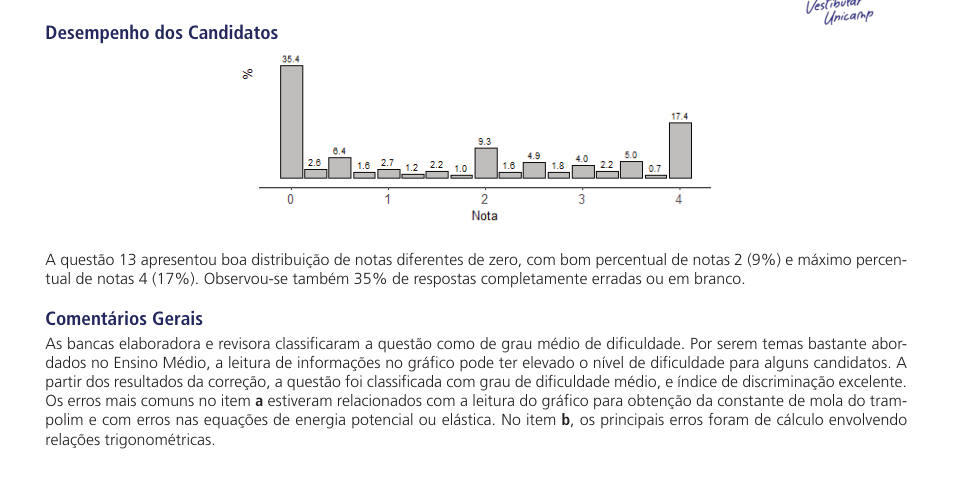 Vestibular
Unicamp
Desempenho dos Candidatos
%
35.4
2.6
6.4
1.6
2.7
1.2
2.2
1.0
9.3
1.6
4.9
1.8
4.0
2.2
5.0
0.7
17.4
0 1 2 3 4
Nota
A questão 13 apresentou boa distribuição de notas diferentes de zero, com bom percentual de notas 2 (9%) e máximo percen-
tual de notas 4 (17%). Observou-se também 35% de respostas completamente erradas ou em branco.
Comentários Gerais
As bancas elaboradora e revisora classificaram a questão como de grau médio de dificuldade. Por serem temas bastante abor-
dados no Ensino Médio, a leitura de informações no gráfico pode ter elevado o nível de dificuldade para alguns candidatos. A
partir dos resultados da correção, a questão foi classificada com grau de dificuldade médio, e índice de discriminação excelente.
Os erros mais comuns no item a estiveram relacionados com a leitura do gráfico para obtenção da constante de mola do tram-
polim e com erros nas equações de energia potencial ou elástica. No item b, os principais erros foram de cálculo envolvendo
relações trigonométricas.